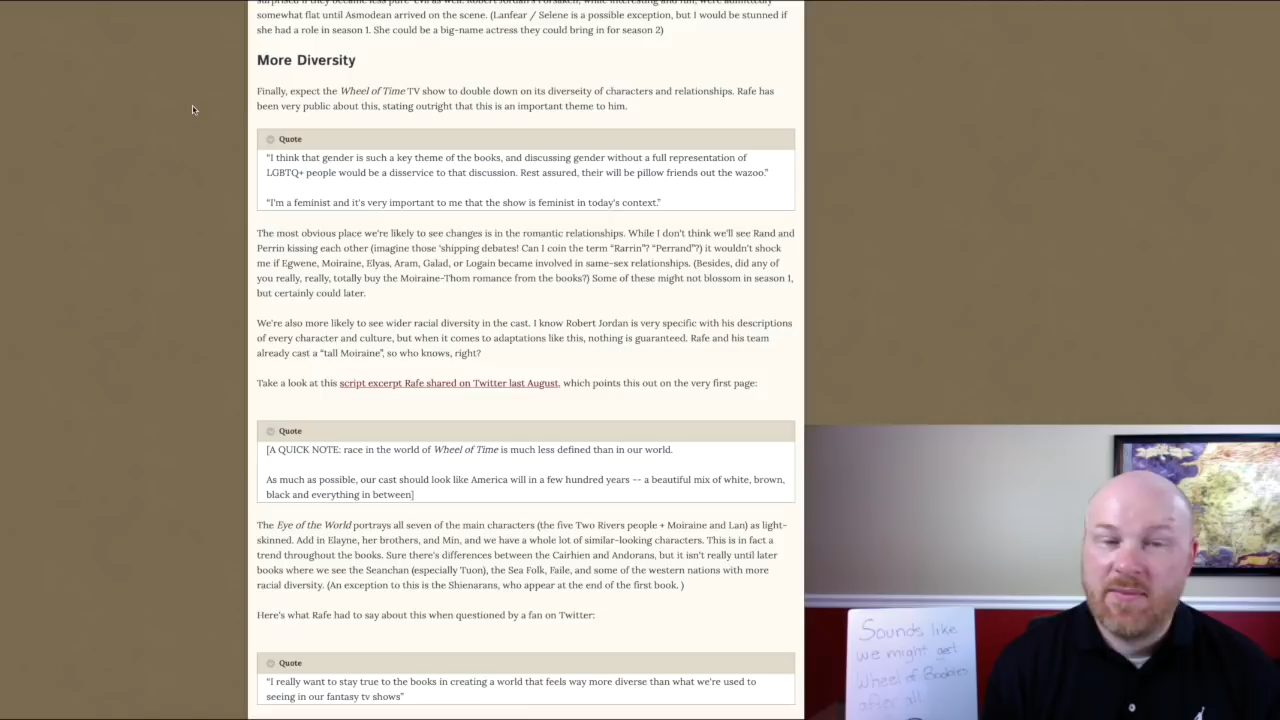 somewhat flat until Asmodean arrived on the scene. (Lanfear / Selene is a possible exception, but I would be stunned if
she had a role in season 1. She could be a big-name actress they could bring in for season 2)
More Diversity
Finally, expect the Wheel of Time TV show to double down on its diverseity of characters and relationships. Rafe has
been very public about this, stating outright that this is an important theme to him.
Quote
“I think that gender is such a key theme of the books, and discussing gender without a full representation of
LGBTQ+ people would be a disservice to that discussion. Rest assured, their will be pillow friends out the wazoo.”
“I'm a feminist and it's very important to me that the show is feminist in today's context.”
The most obvious place we're likely to see changes is in the romantic relationships. While I don't think we'll see Rand and
Perrin kissing each other (imagine those 'shipping debates! Can I coin the term “Rarrin”? “Perrand”?) it wouldn't shock
me if Egwene, Moiraine, Elyas, Aram, Galad, or Logain became involved in same-sex relationships. (Besides, did any of
you really, really, totally buy the Moiraine-Thom romance from the books?) Some of these might not blossom in season 1,
but certainly could later.
We're also more likely to see wider racial diversity in the cast. I know Robert Jordan is very specific with his descriptions
of every character and culture, but when it comes to adaptations like this, nothing is guaranteed. Rafe and his team
already cast a “tall Moiraine”, so who knows, right?
Take a look at this script excerpt Rafe shared on Twitter last August, which points this out on the very first page:
Quote
[A QUICK NOTE: race in the world of Wheel of Time is much less defined than in our world.
As much as possible, our cast should look like America will in a few hundred years -- a beautiful mix of white, brown,
black and everything in between]
The Eye of the World portrays all seven of the main characters (the five Two Rivers people + Moiraine and Lan) as light-
skinned. Add in Elayne, her brothers, and Min, and we have a whole lot of similar-looking characters. This is in fact a
trend throughout the books. Sure there's differences between the Cairhien and Andorans, but it isn't really until later
books where we see the Seanchan (especially Tuon), the Sea Folk, Faile, and some of the western nations with more
racial diversity. (An exception to this is the Shienarans, who appear at the end of the first book. )
Here's what Rafe had to say about this when questioned by a fan on Twitter:
Quote
“I really want to stay true to the books in creating a world that feels way more diverse than what we're used to
seeing in our fantasy tv shows”
Sounds like
we might get
Wheel of Boobies
after all